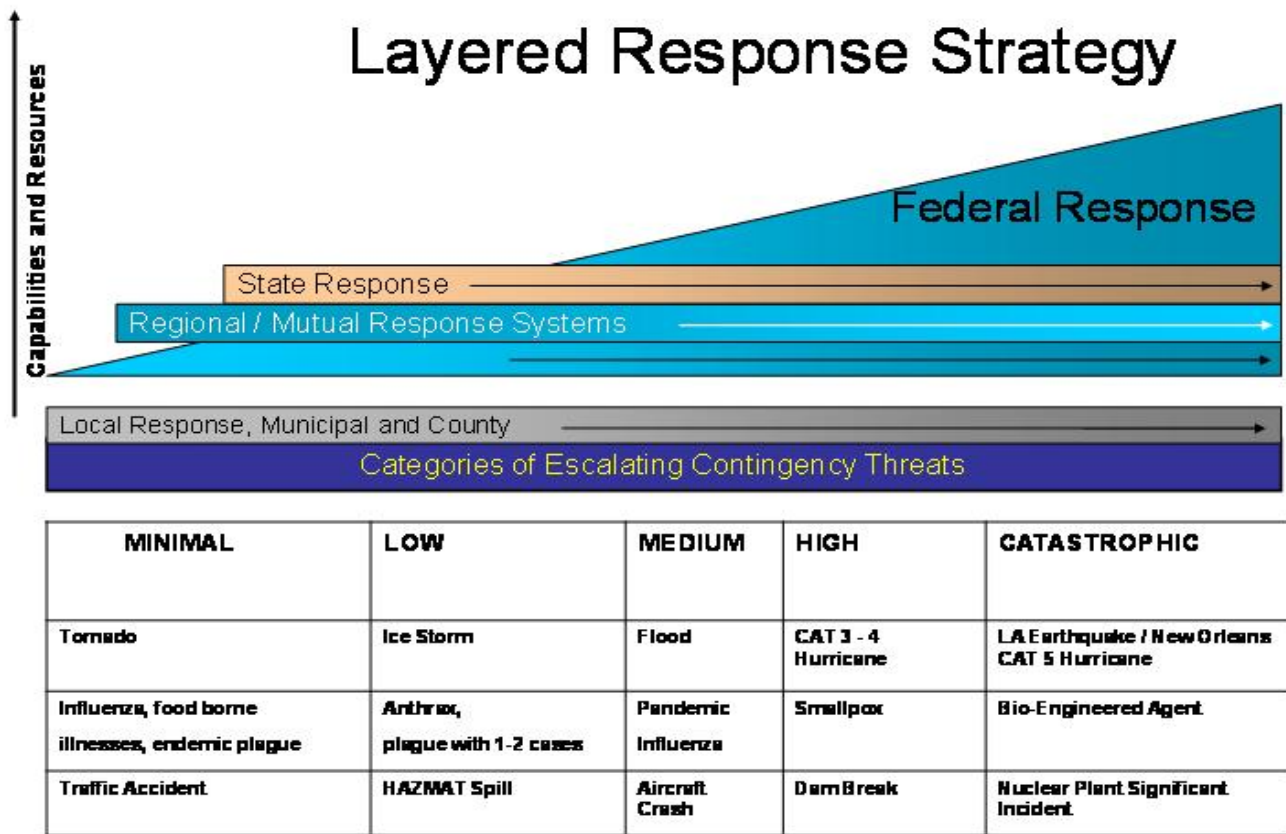 Layered Response Strategy
Capabilities and Resources
Federal Response
State Response
Regional / Mutual Response Systems
Local Response, Municipal and County
Categories of Escalating Contingency Threats
MINIMAL
LOW
MEDIUM
HIGH
CATASTROPHIC
Tornado
Ice Storm
Flood
CAT 3 - 4
Hurricane
LA Earthquake / New Orleans
CAT 5 Hurricane
Influenza, food borne
illnesses, endemic plague
Anthrax,
plague with 1-2 cases
Pandemic
Influenza
Smallpox
Bio-Engineered Agent
Traffic Accident
HAZMAT Spill
Aircraft
Crash
Dam Break
Nuclear Plant Significant
Incident